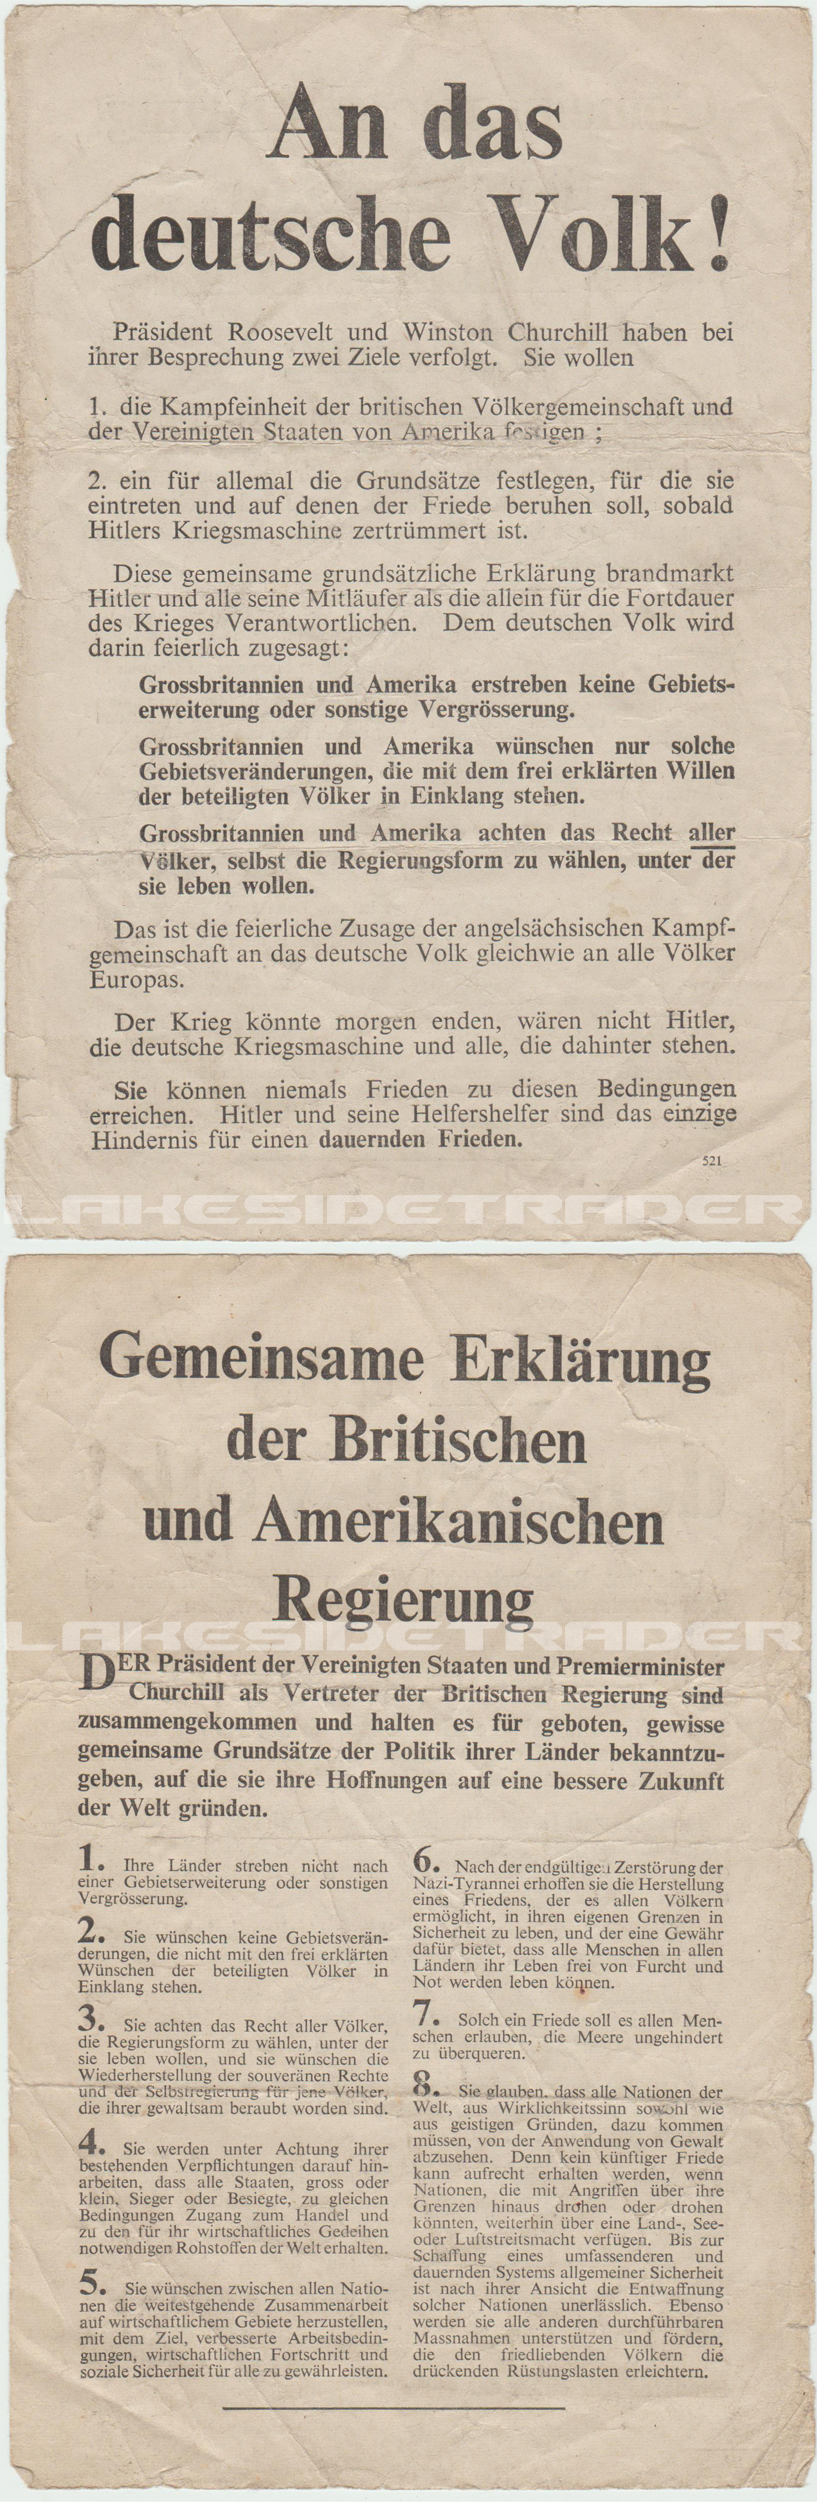 An das
deutsche Volk!
Präsident Roosevelt und Winston Churchill haben bei
ihrer Besprechung zwei Ziele verfolgt. Sie wollen
1. die Kampfeinheit der britischen Völkergemeinschaft und
der Vereinigten Staaten von Amerika festigen ;
2. ein für allemal die Grundsätze festlegen, für die sie
eintreten und auf denen der Friede beruhen soll, sobald
Hitlers Kriegsmaschine zertrümmert ist.
Diese gemeinsame grundsätzliche Erklärung brandmarkt
Hitler und alle seine Mitläufer als die allein für die Fortdauer
des Krieges Verantwortlichen. Dem deutschen Volk wird
darin feierlich zugesagt:
Grossbritannien und Amerika erstreben keine Gebiets-
erweiterung oder sonstige Vergrösserung.
Grossbritannien und Amerika wünschen nur solche
Gebietsveränderungen, die mit dem frei erklärten Willen
der beteiligten Völker in Einklang stehen.
Grossbritannien und Amerika achten das Recht aller
Völker, selbst die Regierungsform zu wählen, unter der
sie leben wollen.
Das ist die feierliche Zusage der angelsächsischen Kampf-
gemeinschaft an das deutsche Volk gleichwie an alle Völker
Europas.
Der Krieg könnte morgen enden, wären nicht Hitler,
die deutsche Kriegsmaschine und alle, die dahinter stehen.
Sie können niemals Frieden zu diesen Bedingungen
erreichen. Hitler und seine Helfershelfer sind das einzige
Hindernis für einen dauernden Frieden.
521
LAKESIDETRADER
Gemeinsame Erklärung
der Britischen
und Amerikanischen
Regierung
LAKESIDETRADER
DER Präsident der Vereinigten Staaten und Premierminister
Churchill als Vertreter der Britischen Regierung sind
zusammengekommen und halten es für geboten, gewisse
gemeinsame Grundsätze der Politik ihrer Länder bekanntzu-
geben, auf die sie ihre Hoffnungen auf eine bessere Zukunft
der Welt gründen.
1. Ihre Länder streben nicht nach
einer Gebietserweiterung oder sonstigen
Vergrösserung.
2. Sie wünschen keine Gebietsverän-
derungen, die nicht mit den frei erklärten
Wünschen der beteiligten Völker in
Einklang stehen.
3. Sie achten das Recht aller Völker,
die Regierungsform zu wählen, unter der
sie leben wollen, und sie wünschen die
Wiederherstellung der souveränen Rechte
und der Selbstregierung für jene Völker,
die ihrer gewaltsam beraubt worden sind.
4. Sie werden unter Achtung ihrer
bestehenden Verpflichtungen darauf hin-
arbeiten, dass alle Staaten, gross oder
klein, Sieger oder Besiegte, zu gleichen
Bedingungen Zugang zum Handel und
zu den für ihr wirtschaftliches Gedeihen
notwendigen Rohstoffen der Welt erhalten.
5. Sie wünschen zwischen allen Natio-
nen die weitestgehende Zusammenarbeit
auf wirtschaftlichem Gebiete herzustellen,
mit dem Ziel, verbesserte Arbeitsbedin-
gungen, wirtschaftlichen Fortschritt und
soziale Sicherheit für alle zu gewährleisten.
6. Nach der endgültigen Zerstörung der
Nazi-Tyrannei erhoffen sie die Herstellung
eines Friedens, der es allen Völkern
ermöglicht, in ihren eigenen Grenzen in
Sicherheit zu leben, und der eine Gewähr
dafür bietet, dass alle Menschen in allen
Ländern ihr Leben frei von Furcht und
Not werden leben können.
7. Solch ein Friede soll es allen Men-
schen erlauben, die Meere ungehindert
zu überqueren.
8. Sie glauben, dass alle Nationen der
Welt, aus Wirklichkeitssinn sowohl wie
aus geistigen Gründen, dazu kommen
müssen, von der Anwendung von Gewalt
abzusehen. Denn kein künftiger Friede
kann aufrecht erhalten werden, wenn
Nationen, die mit Angriffen über ihre
Grenzen hinaus drohen oder drohen
könnten, weiterhin über eine Land-, See-
oder Luftstreitsmacht verfügen. Bis zur
Schaffung eines umfassenderen und
dauernden Systems allgemeiner Sicherheit
ist nach ihrer Ansicht die Entwaffnung
solcher Nationen unerlässlich. Ebenso
werden sie alle anderen durchführbaren
Massnahmen unterstützen und fördern,
die den friedliebenden Völkern die
drückenden Rüstungslasten erleichtern.